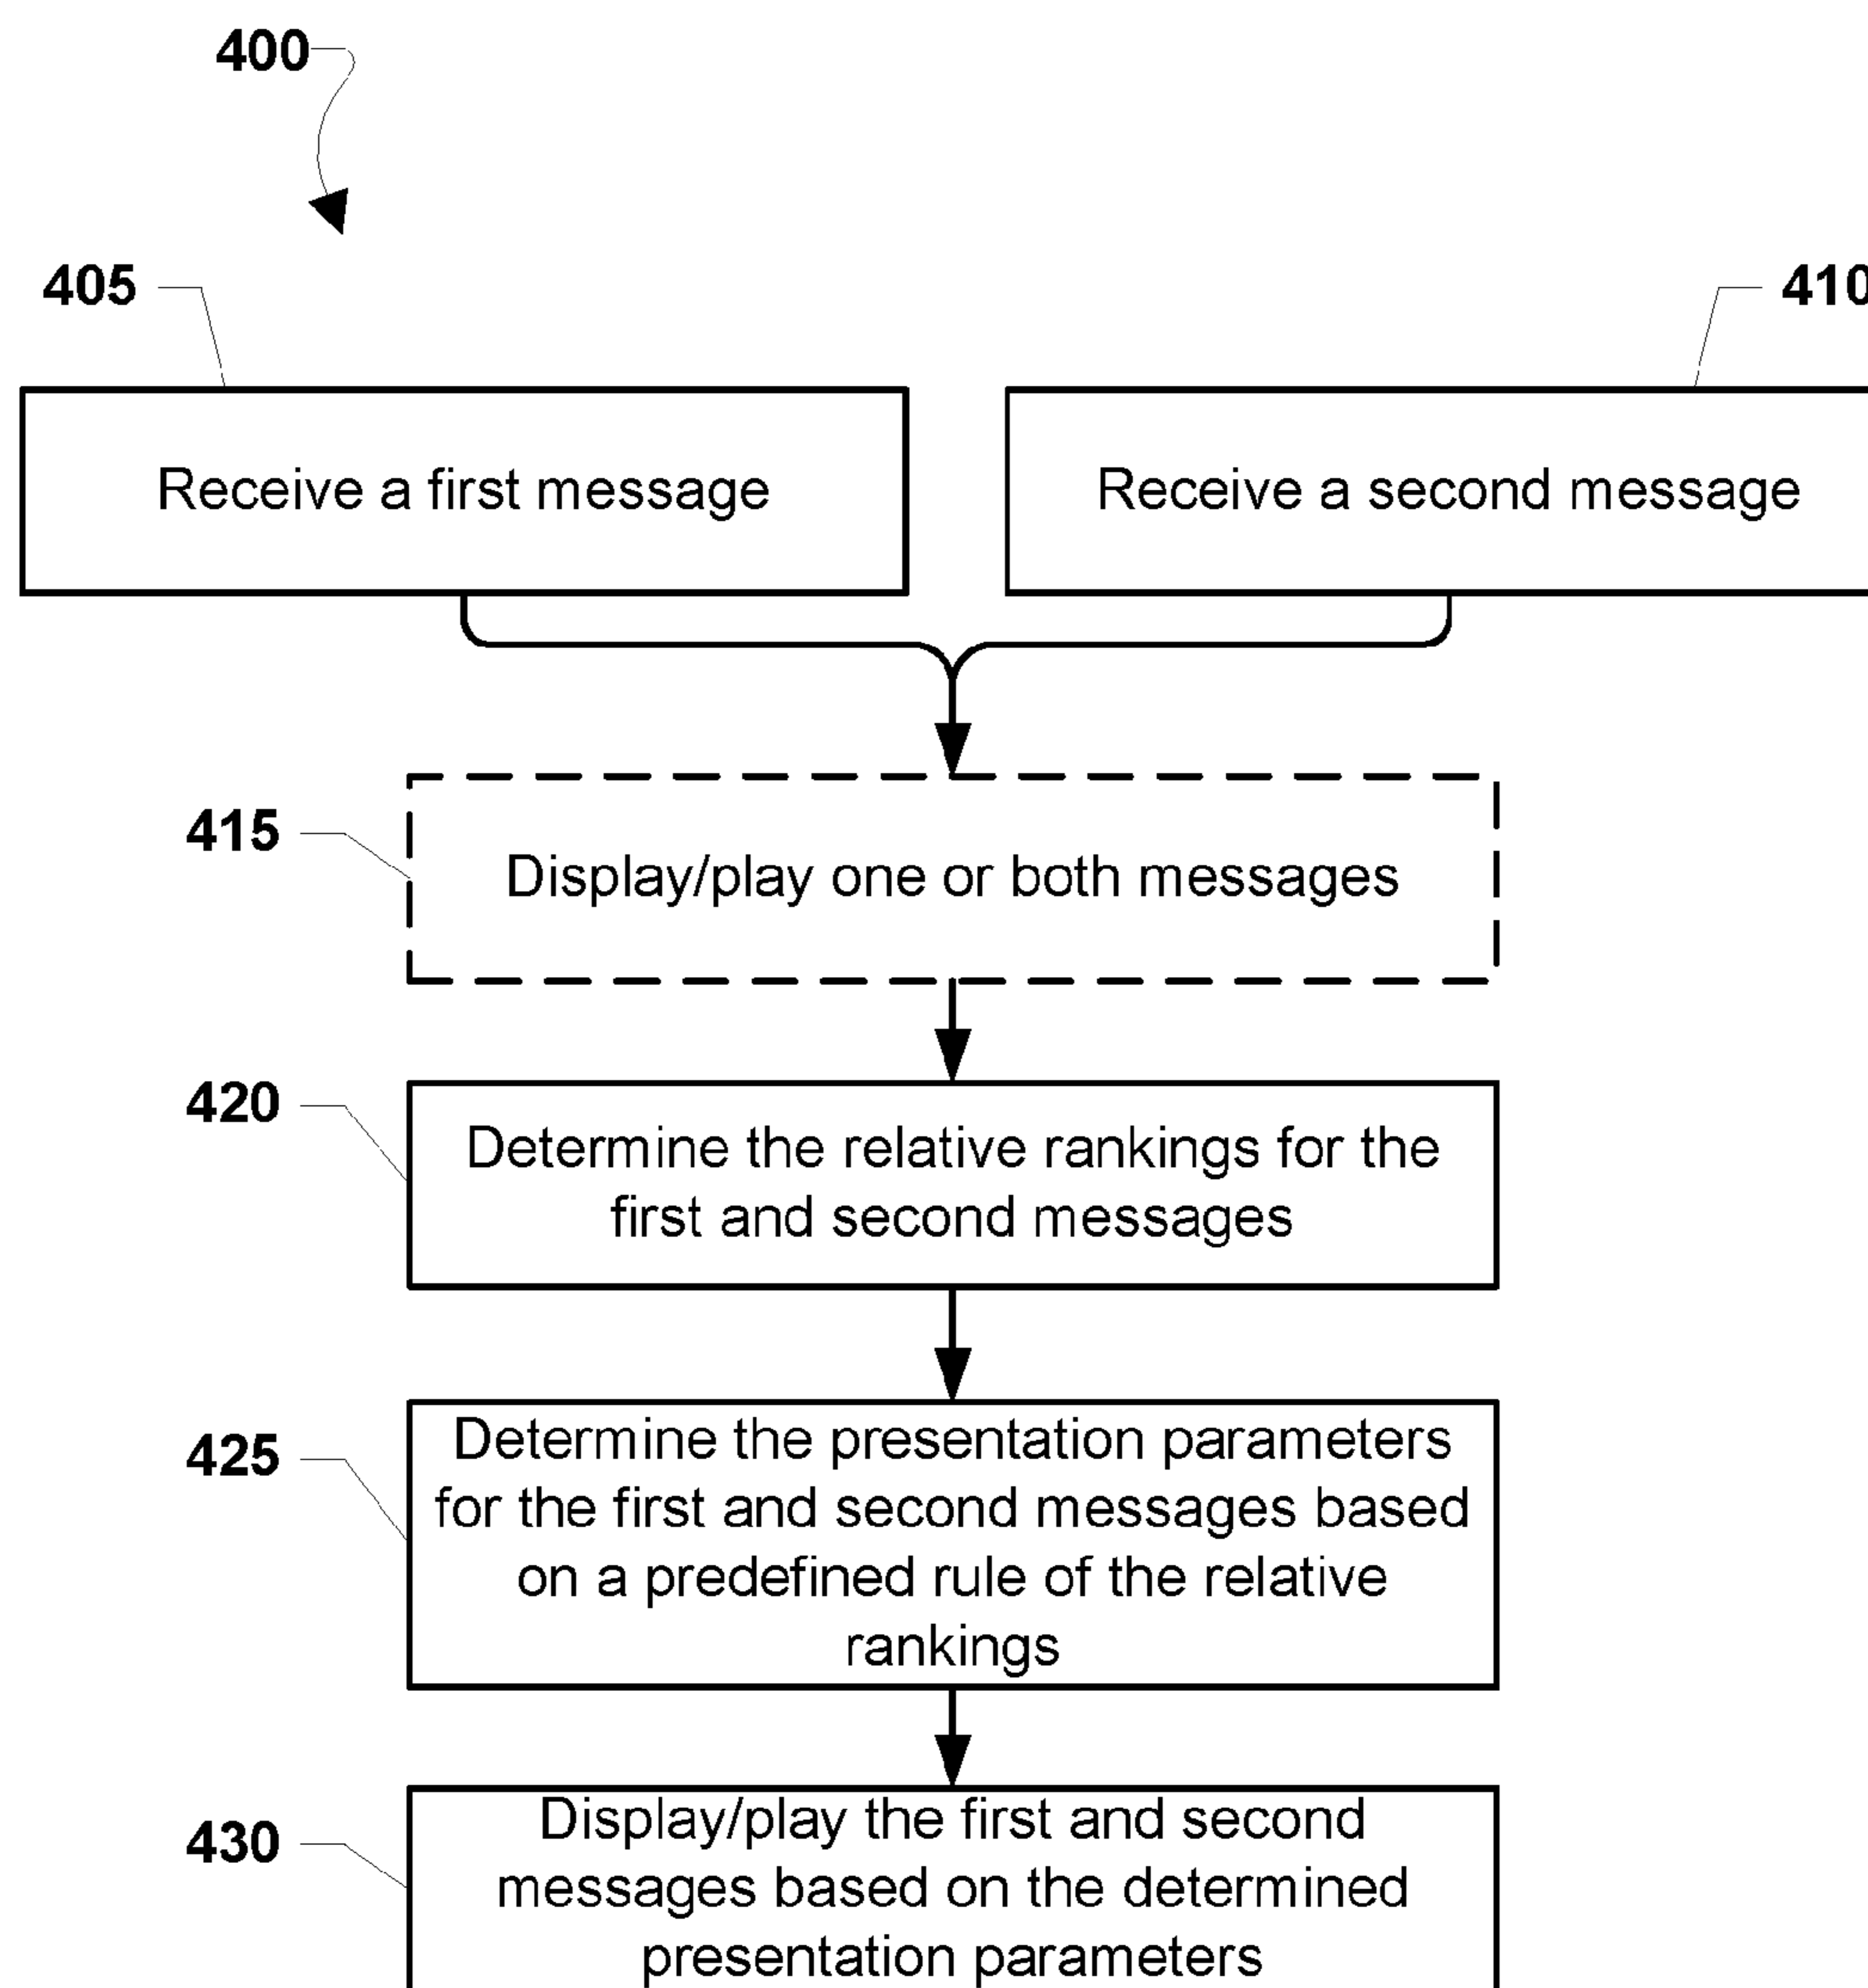 400
405
410
Receive a first message
Receive a second message
415
Display/play one or both messages
420
Determine the relative rankings for the
first and second messages
425
Determine the presentation parameters
for the first and second messages based
on a predefined rule of the relative
rankings
430
Display/play the first and second
messages based on the determined
presentation parameters